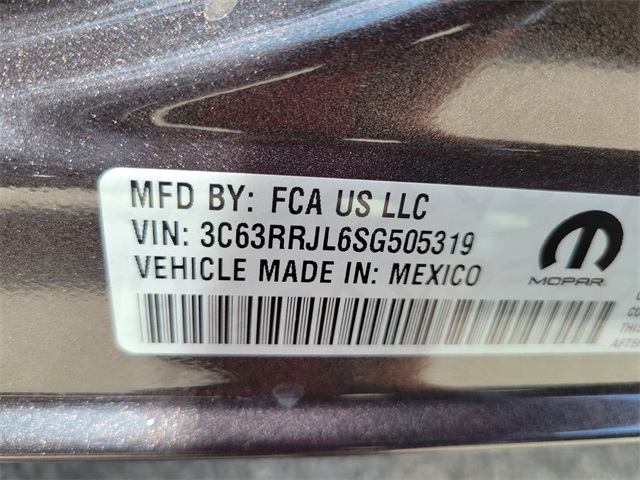 MFD BY: FCA US LLC
VIN: 3C63RRJL6SG505319
VEHICLE MADE IN: MEXICO
MOPAR